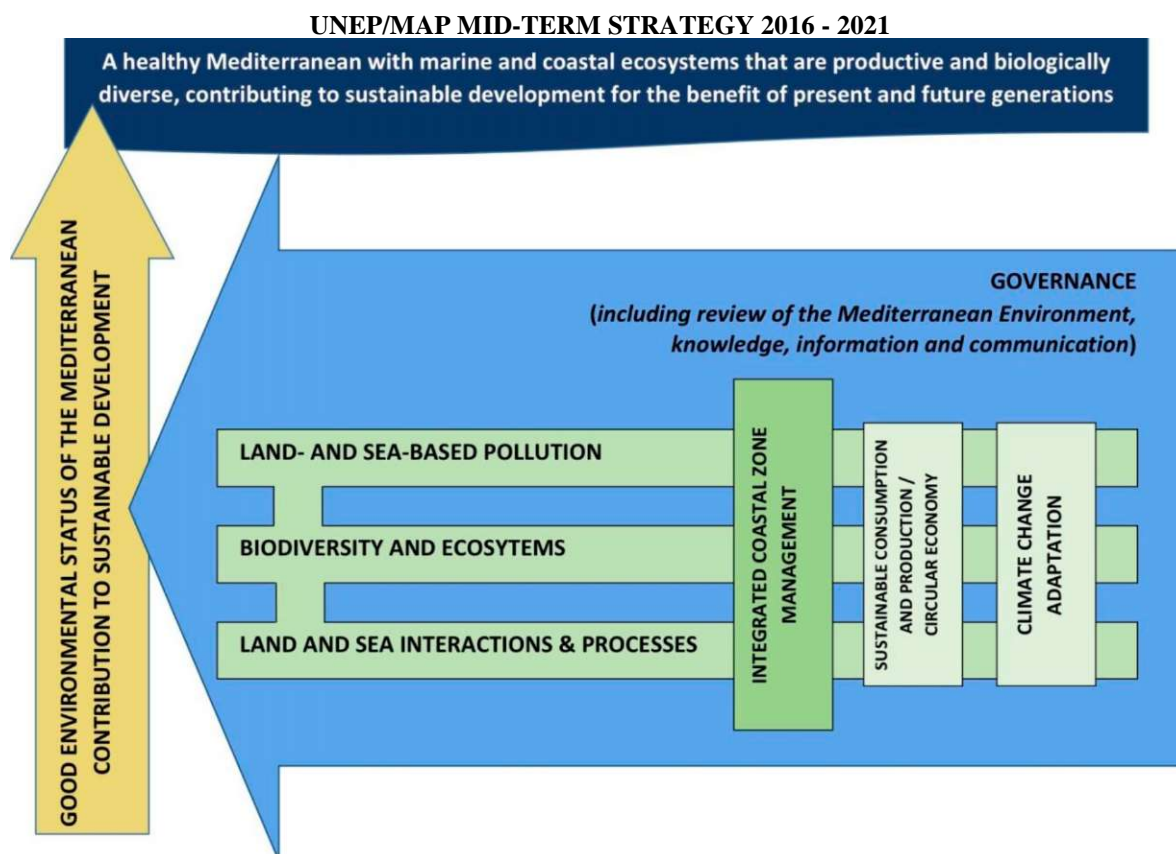 UNEP/MAP MID-TERM STRATEGY 2016 - 2021
A healthy Mediterranean with marine and coastal ecosystems that are productive and biologically
diverse, contributing to sustainable development for the benefit of present and future generations
GOOD ENVIRONMENTAL STATUS OF THE MEDITERRANEAN
CONTRIBUTION TO SUSTAINABLE DEVELOPMENT
GOVERNANCE
(including review of the Mediterranean Environment,
knowledge, information and communication)
LAND- AND SEA-BASED POLLUTION
BIODIVERSITY AND ECOSYTEMS
LAND AND SEA INTERACTIONS & PROCESSES
INTEGRATED COASTAL ZONE
MANAGEMENT
SUSTAINABLE CONSUMPTION
AND PRODUCTION /
CIRCULAR ECONOMY
CLIMATE CHANGE
ADAPTATION